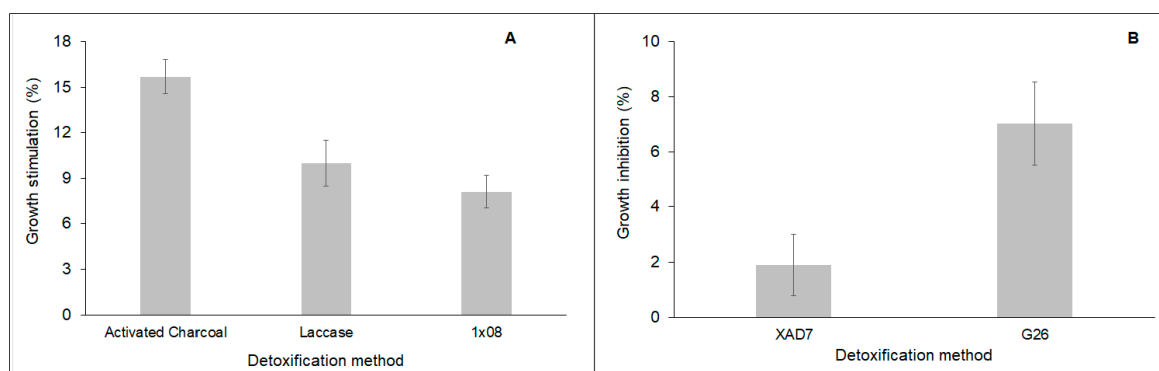 A
Growth stimulation (%)
18
15
12
9
6
3
0
Activated Charcoal Laccase 1x08
Detoxification method
B
Growth inhibition (%)
10
8
6
4
2
0
XAD7 G26
Detoxification method